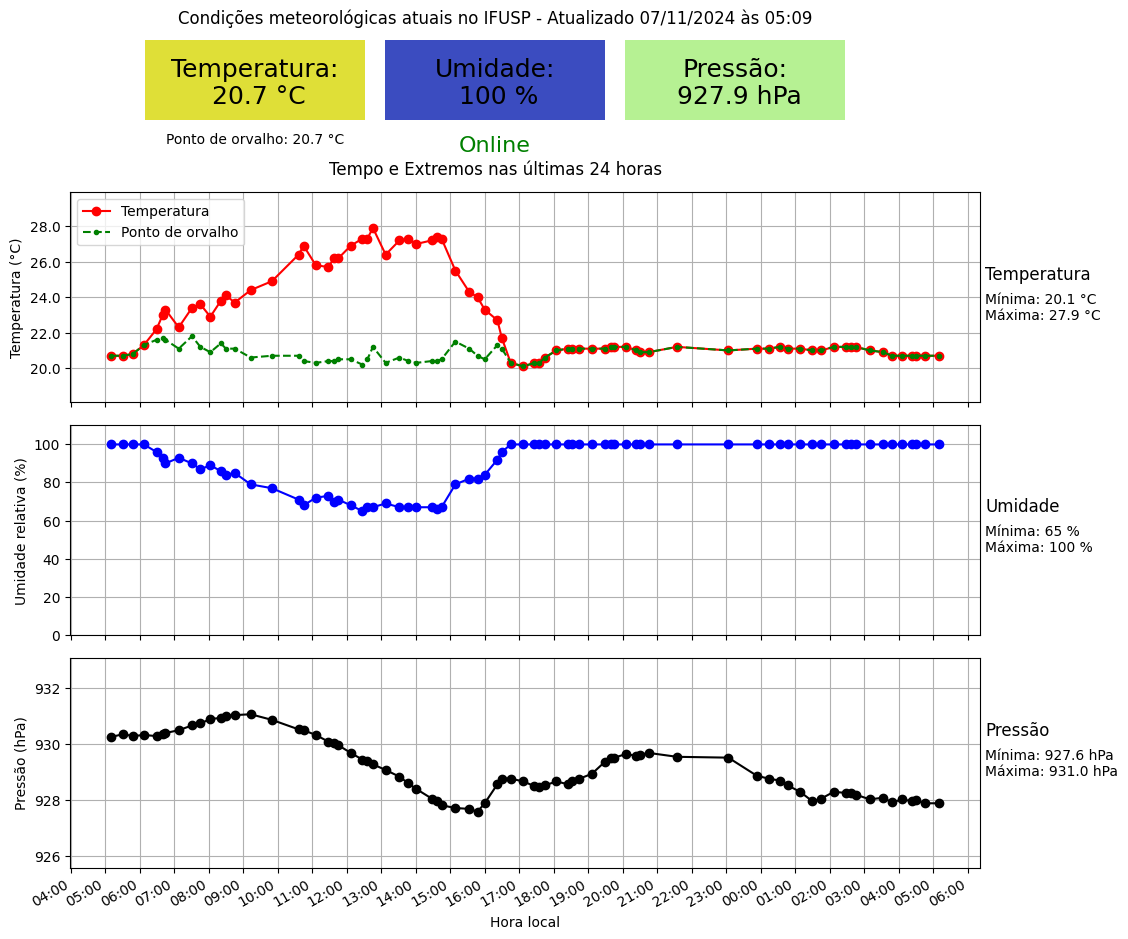 Condições meteorológicas atuais no IFUSP - Atualizado 07/11/2024 às 05:09
Temperatura:
20.7 °C
Umidade:
100 %
Pressão:
927.9 hPa
Ponto de orvalho: 20.7 °C
Online
Tempo e Extremos nas últimas 24 horas
Temperatura (°C)
28.0
26.0
24.0
22.0
20.0
Temperatura
Ponto de orvalho
Temperatura
Mínima: 20.1 °C
Máxima: 27.9 °C
Umidade relativa (%)
100
80
60
40
20
0
Umidade
Mínima: 65 %
Máxima: 100 %
Pressão (hPa)
932
930
928
926
Pressão
Mínima: 927.6 hPa
Máxima: 931.0 hPa
04:00 05:00 06:00 07:00 08:00 09:00 10:00 11:00 12:00 13:00 14:00 15:00 16:00 17:00 18:00 19:00 20:00 21:00 22:00 23:00 00:00 01:00 02:00 03:00 04:00 05:00 06:00
Hora local